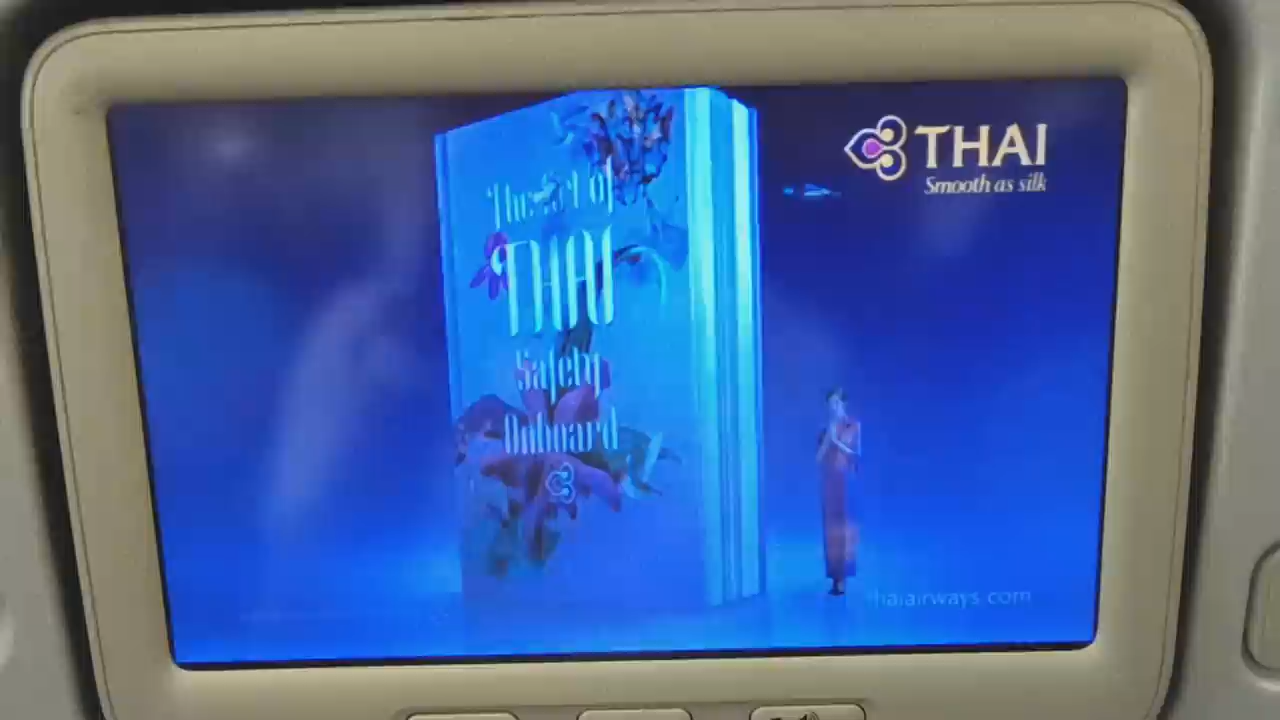 The Art of
THAI
Safety
Onboard
THAI
Smooth as silk
thaiairways.com